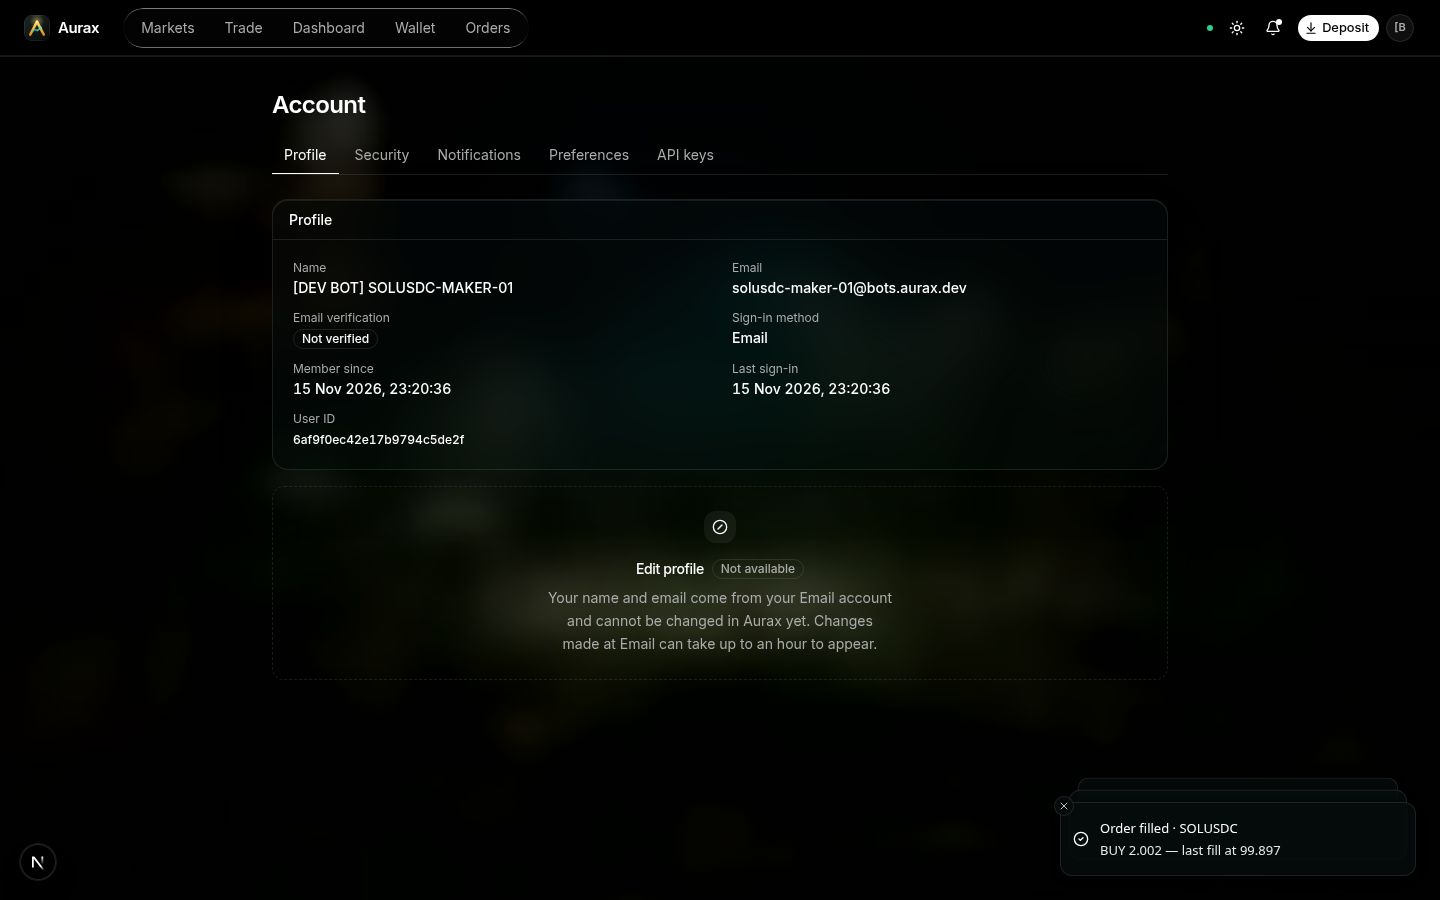 Aurax
Markets Trade Dashboard Wallet Orders
Deposit
[B
Account
Profile Security Notifications Preferences API keys
Profile
Name
[DEV BOT] SOLUSDC-MAKER-01
Email
solusdc-maker-01@bots.aurax.dev
Email verification
Not verified
Sign-in method
Email
Member since
15 Nov 2026, 23:20:36
Last sign-in
15 Nov 2026, 23:20:36
User ID
6af9f0ec42e17b9794c5de2f
Edit profile Not available
Your name and email come from your Email account
and cannot be changed in Aurax yet. Changes
made at Email can take up to an hour to appear.
Order filled · SOLUSDC
BUY 2.002 — last fill at 99.897
N